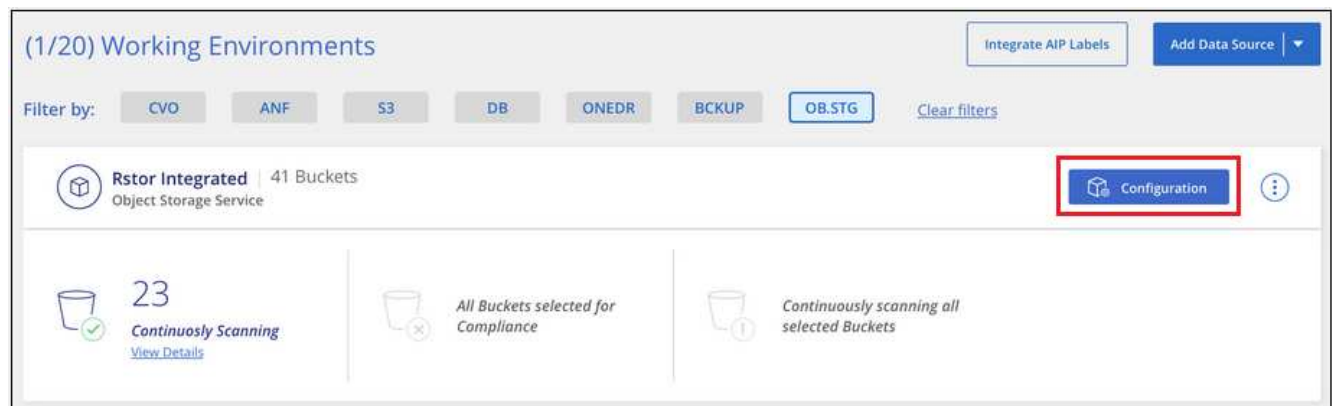 (1/20) Working Environments
Integrate AIP Labels
Add Data Source
Filter by:
CVO
ANF
S3
DB
ONEDR
BCKUP
OB.STG
Clear filters
Rstor Integrated | 41 Buckets
Object Storage Service
Configuration
23
Continuosly Scanning
View Details
All Buckets selected for
Compliance
Continuously scanning all
selected Buckets